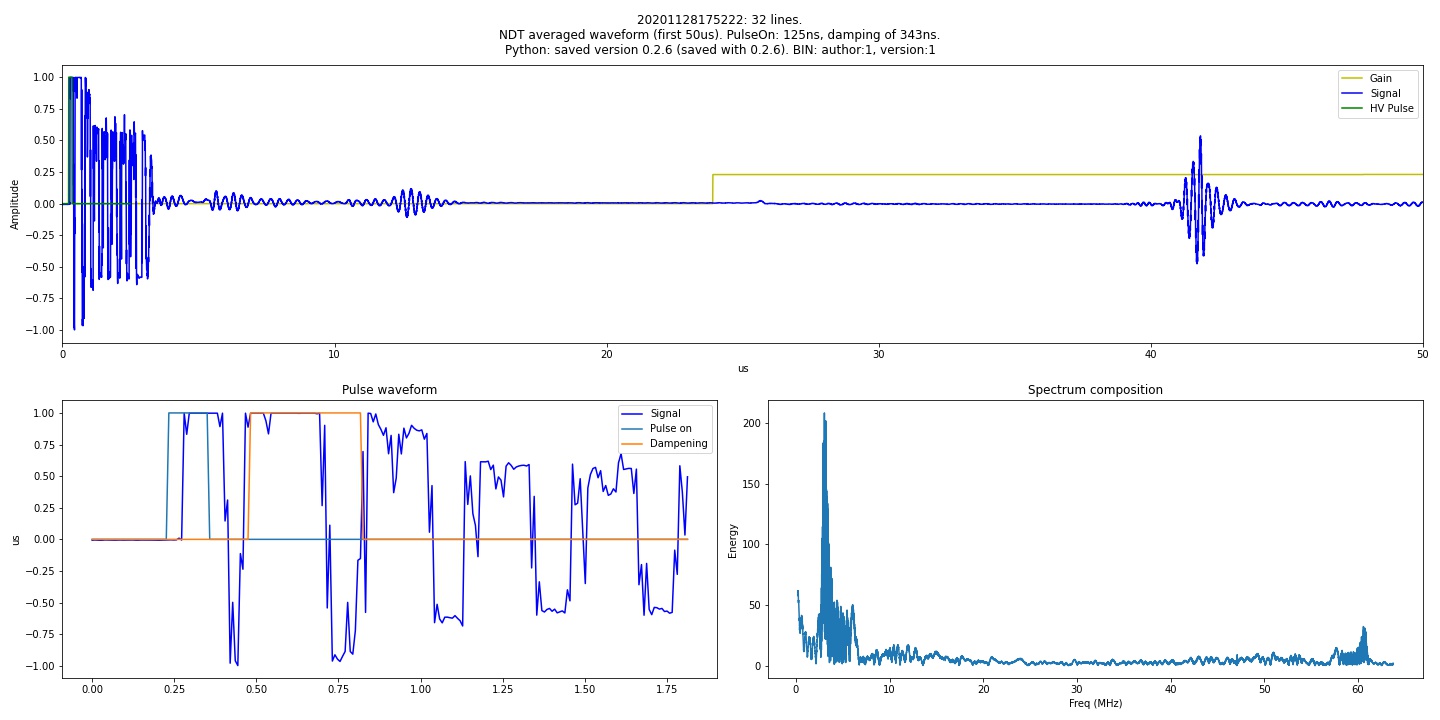 20201128175222: 32 lines.
NDT averaged waveform (first 50us). PulseOn: 125ns, damping of 343ns.
Python: saved version 0.2.6 (saved with 0.2.6). BIN: author:1, version:1
1.00
0.75
0.50
0.25
0.00
−0.25
−0.50
−0.75
−1.00
Amplitude
Gain
Signal
HV Pulse
0 10 20 30 40 50
us
Pulse waveform
1.00
0.75
0.50
0.25
0.00
−0.25
−0.50
−0.75
−1.00
us
Signal
Pulse on
Dampening
0.00 0.25 0.50 0.75 1.00 1.25 1.50 1.75
Spectrum composition
200
150
100
50
0
Energy
0 10 20 30 40 50 60
Freq (MHz)